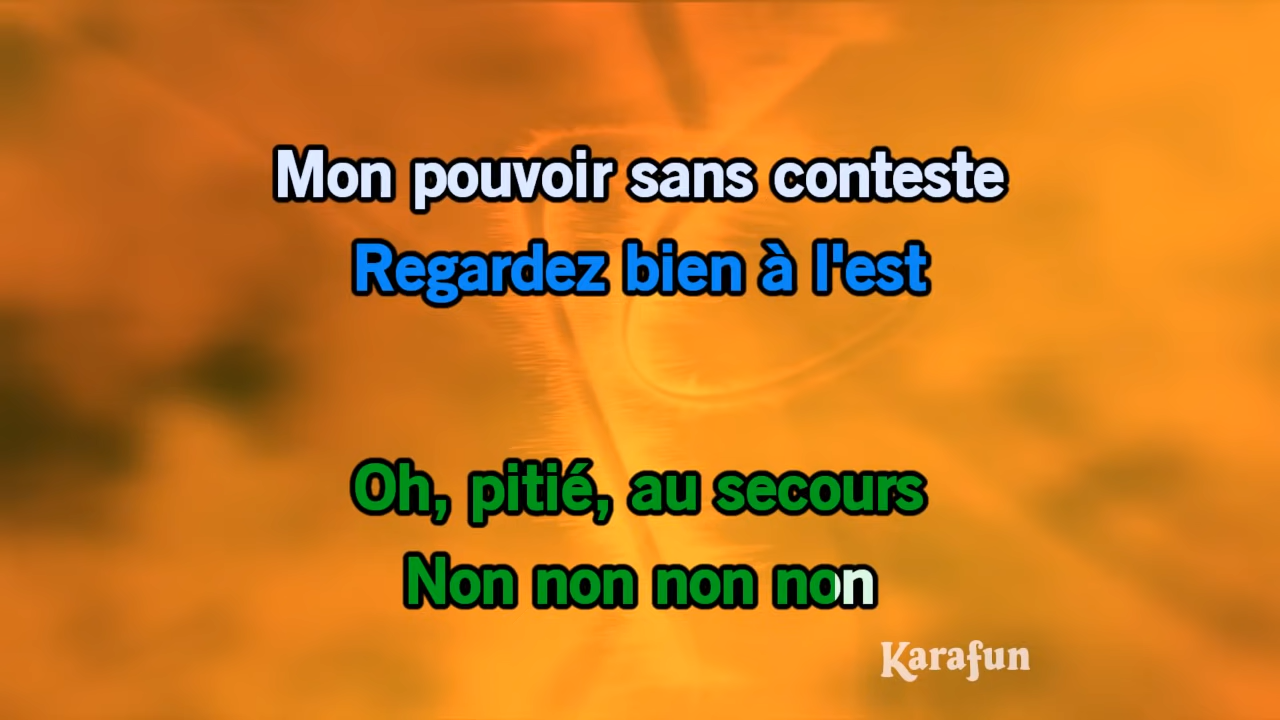 Mon pouvoir sans conteste
Regardez bien à l'est
Oh, pitié, au secours
Non non non non
Karafun